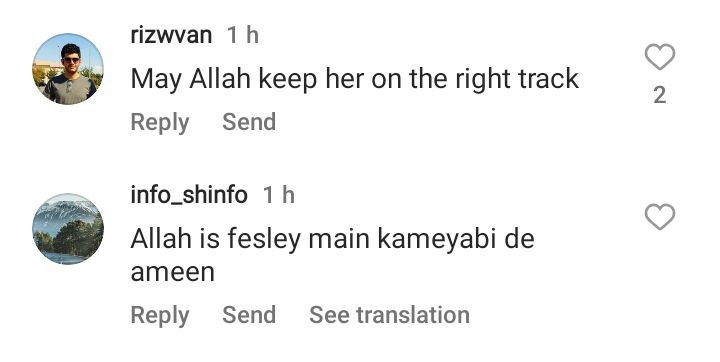 rizwvan 1 h
May Allah keep her on the right track
2
Reply Send
info_shinfo 1 h
Allah is fesley main kameyabi de
ameen
Reply Send See translation